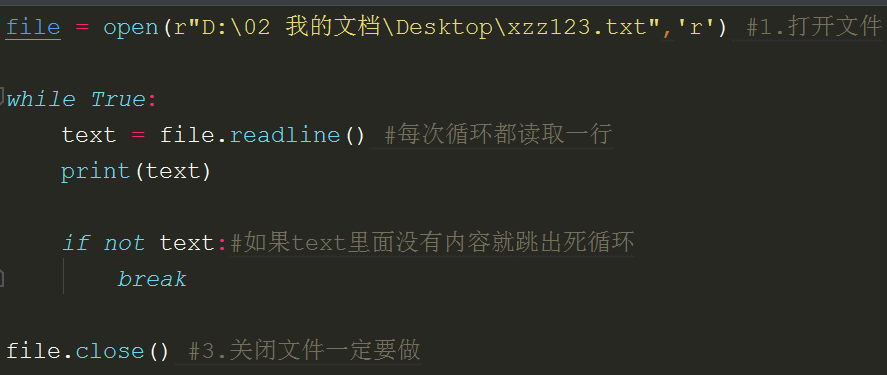 file = open(r"D:\02 我的文档\Desktop\xzz123.txt",'r') #1.打开文件
while True:
text = file.readline() #每次循环都读取一行
print(text)
if not text:#如果text里面没有内容就跳出死循环
break
file.close() #3.关闭文件一定要做